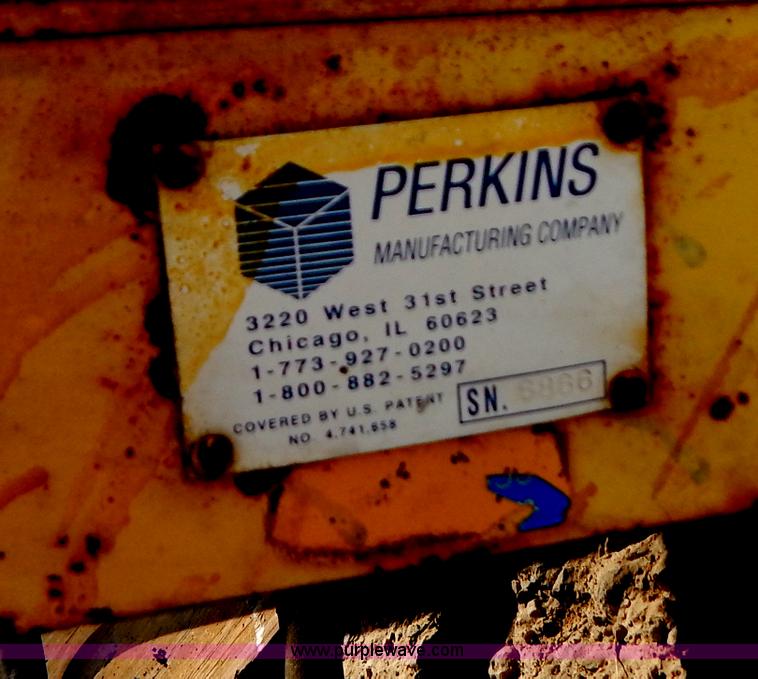 PERKINS
MANUFACTURING COMPANY
3220 West 31st Street
Chicago, IL 60623
1-773-927-0200
1-800-882-5297
COVERED BY U.S. PATENT
NO. 4,741,658
SN. 6866
www.purplewave.com